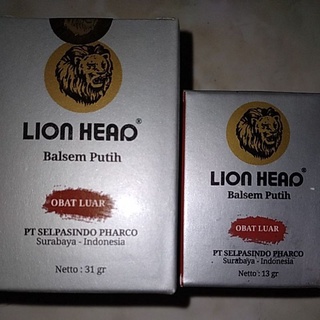 LION HEAD®
Balsem Putih
OBAT LUAR
PT SELPASINDO PHARCO
Surabaya - Indonesia
Netto : 31 gr
LION HEAD®
Balsem Putih
OBAT LUAR
PT SELPASINDO PHARCO
Surabaya - Indonesia
Netto : 13 gr